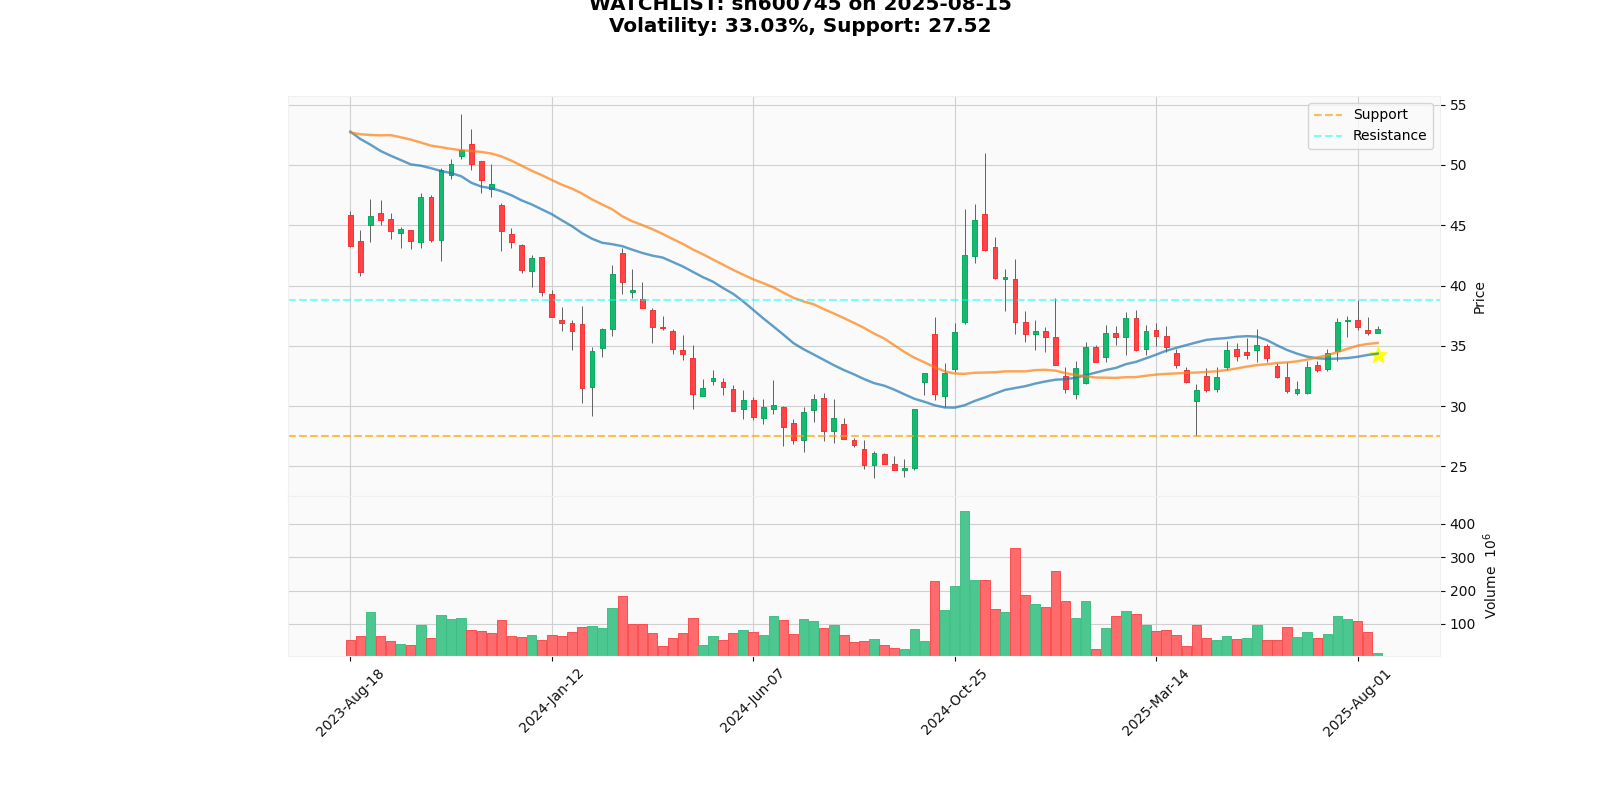 WATCHLIST: sh600745 on 2025-08-15
Volatility: 33.03%, Support: 27.52
Support
Resistance
55
50
45
40
35
30
25
Price
400
300
200
100
Volume 10^6
2023-Aug-18
2024-Jan-12
2024-Jun-07
2024-Oct-25
2025-Mar-14
2025-Aug-01